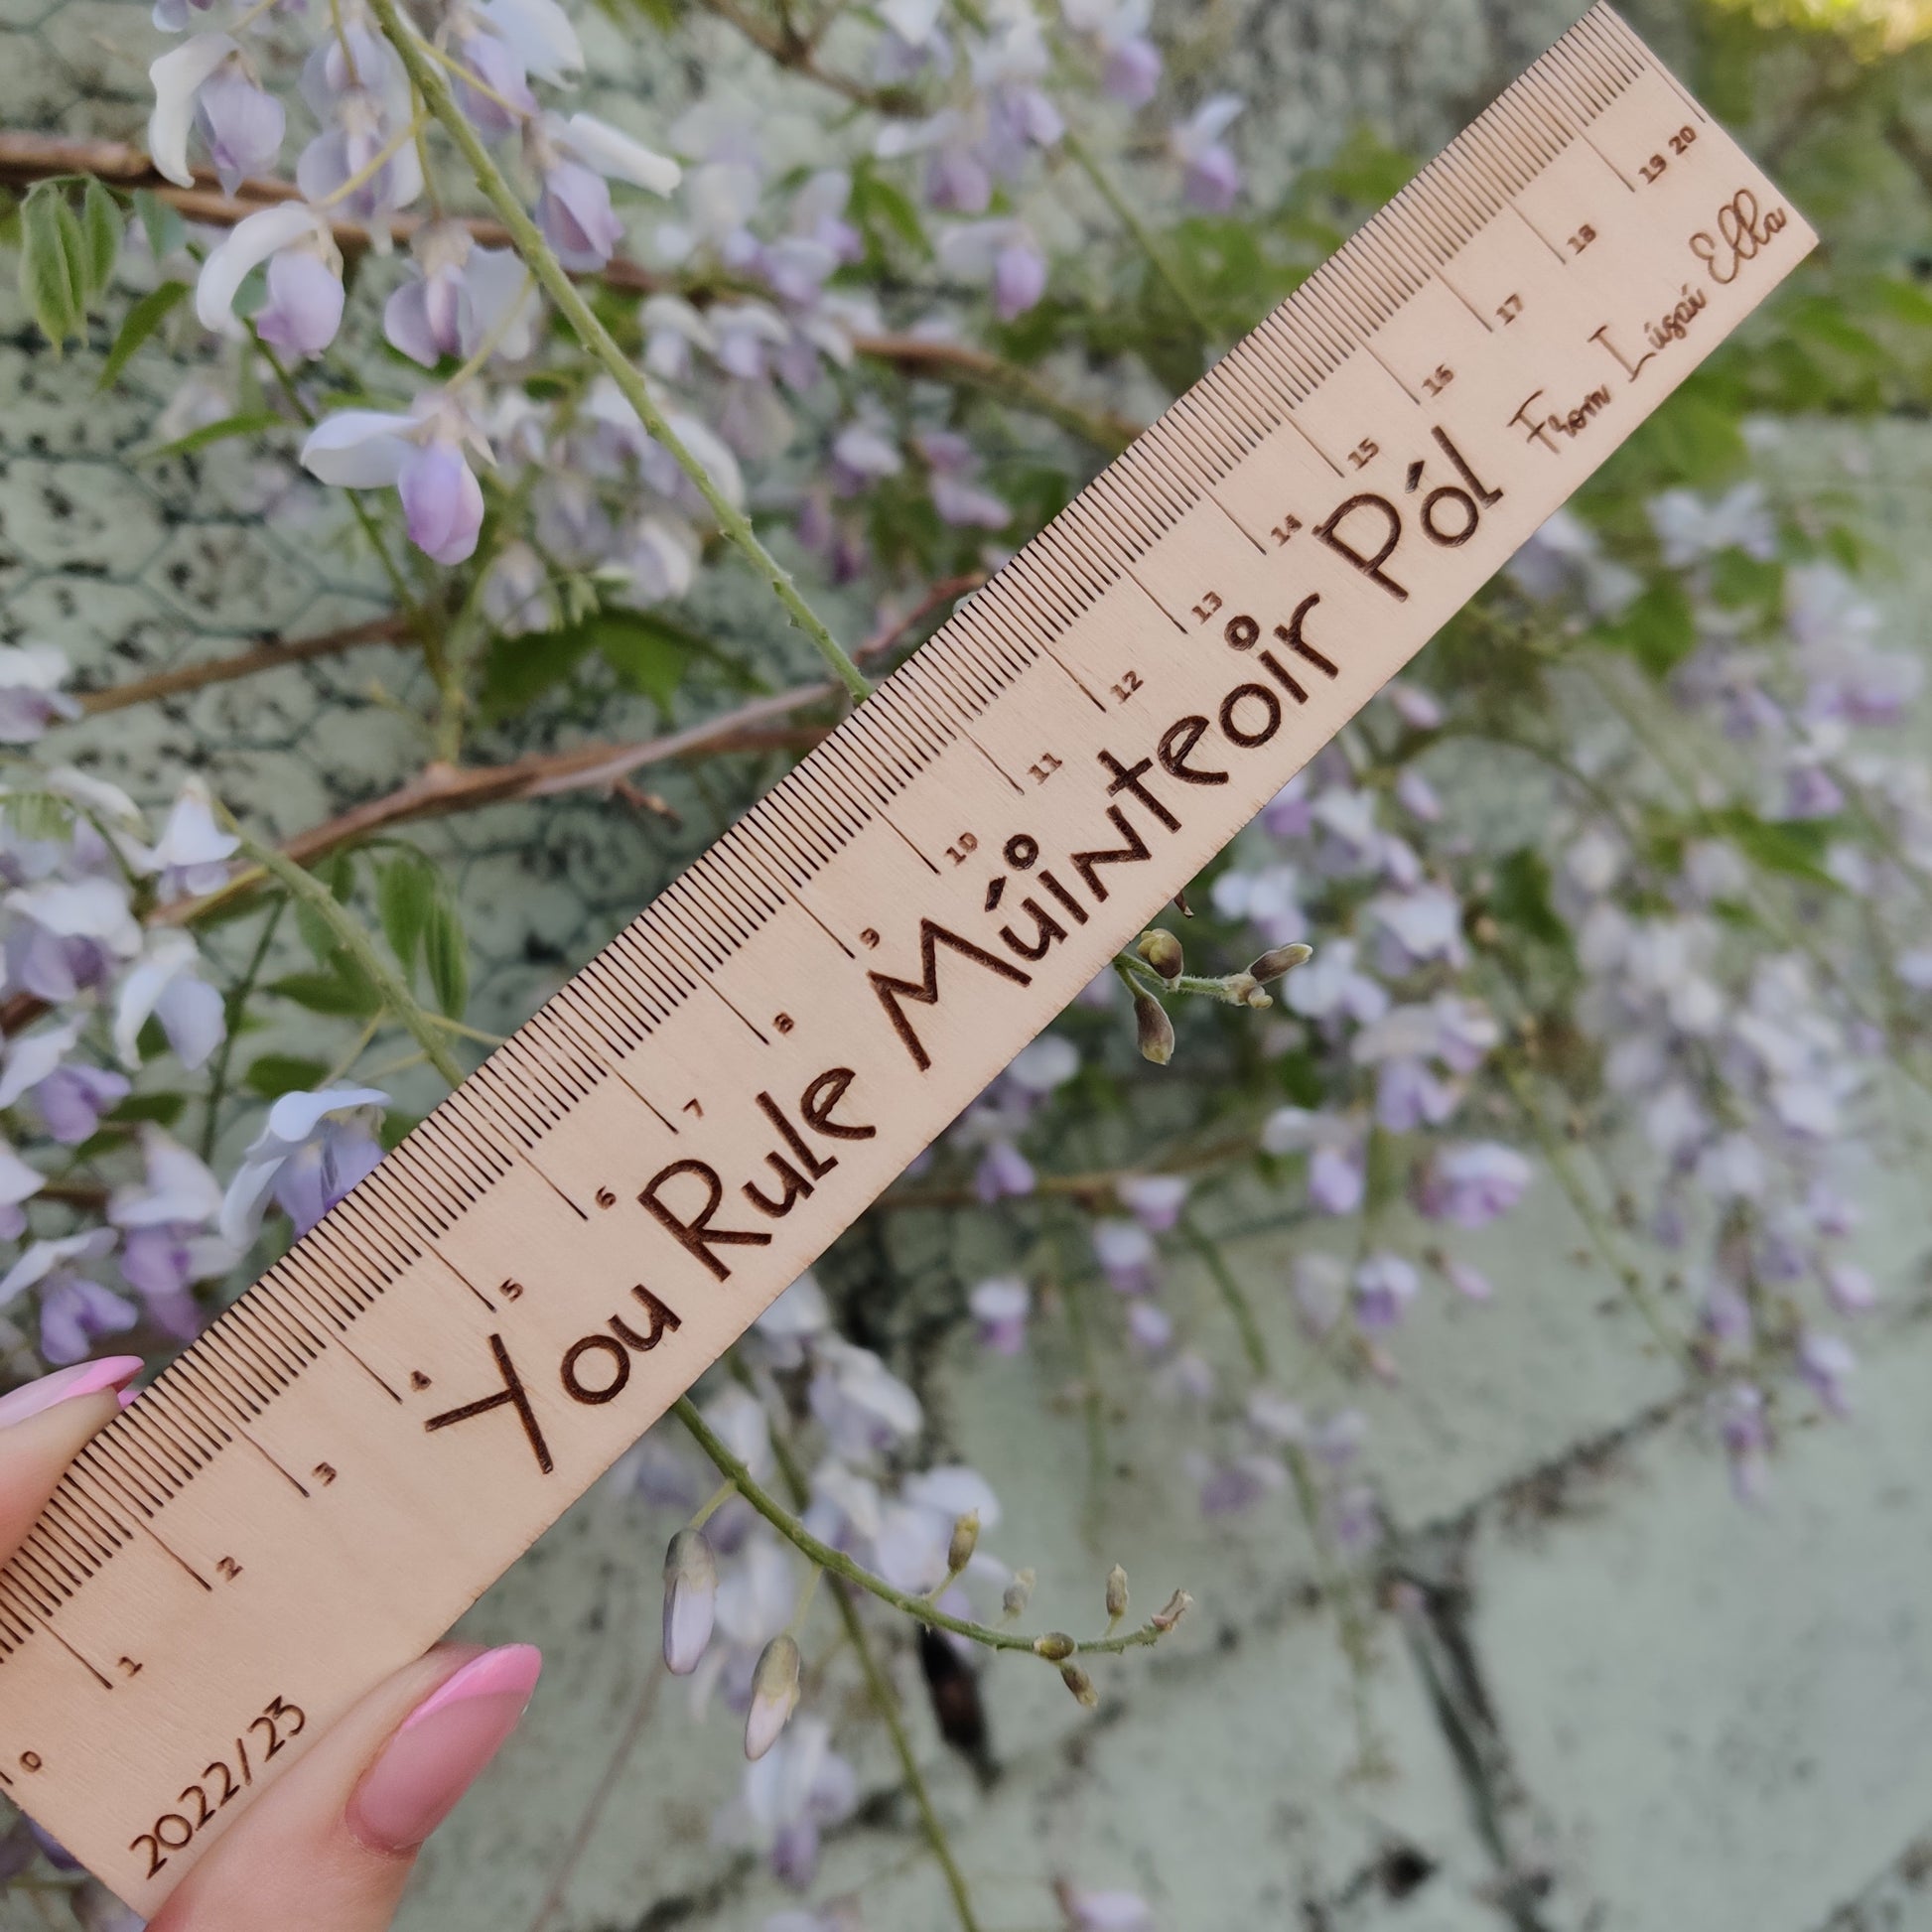 0 1 2 3 4 5 6 7 8 9 10 11 12 13 14 15 16 17 18 19 20
You Rule Múinteoir Pól
From Lúsaí Ella
2022/23